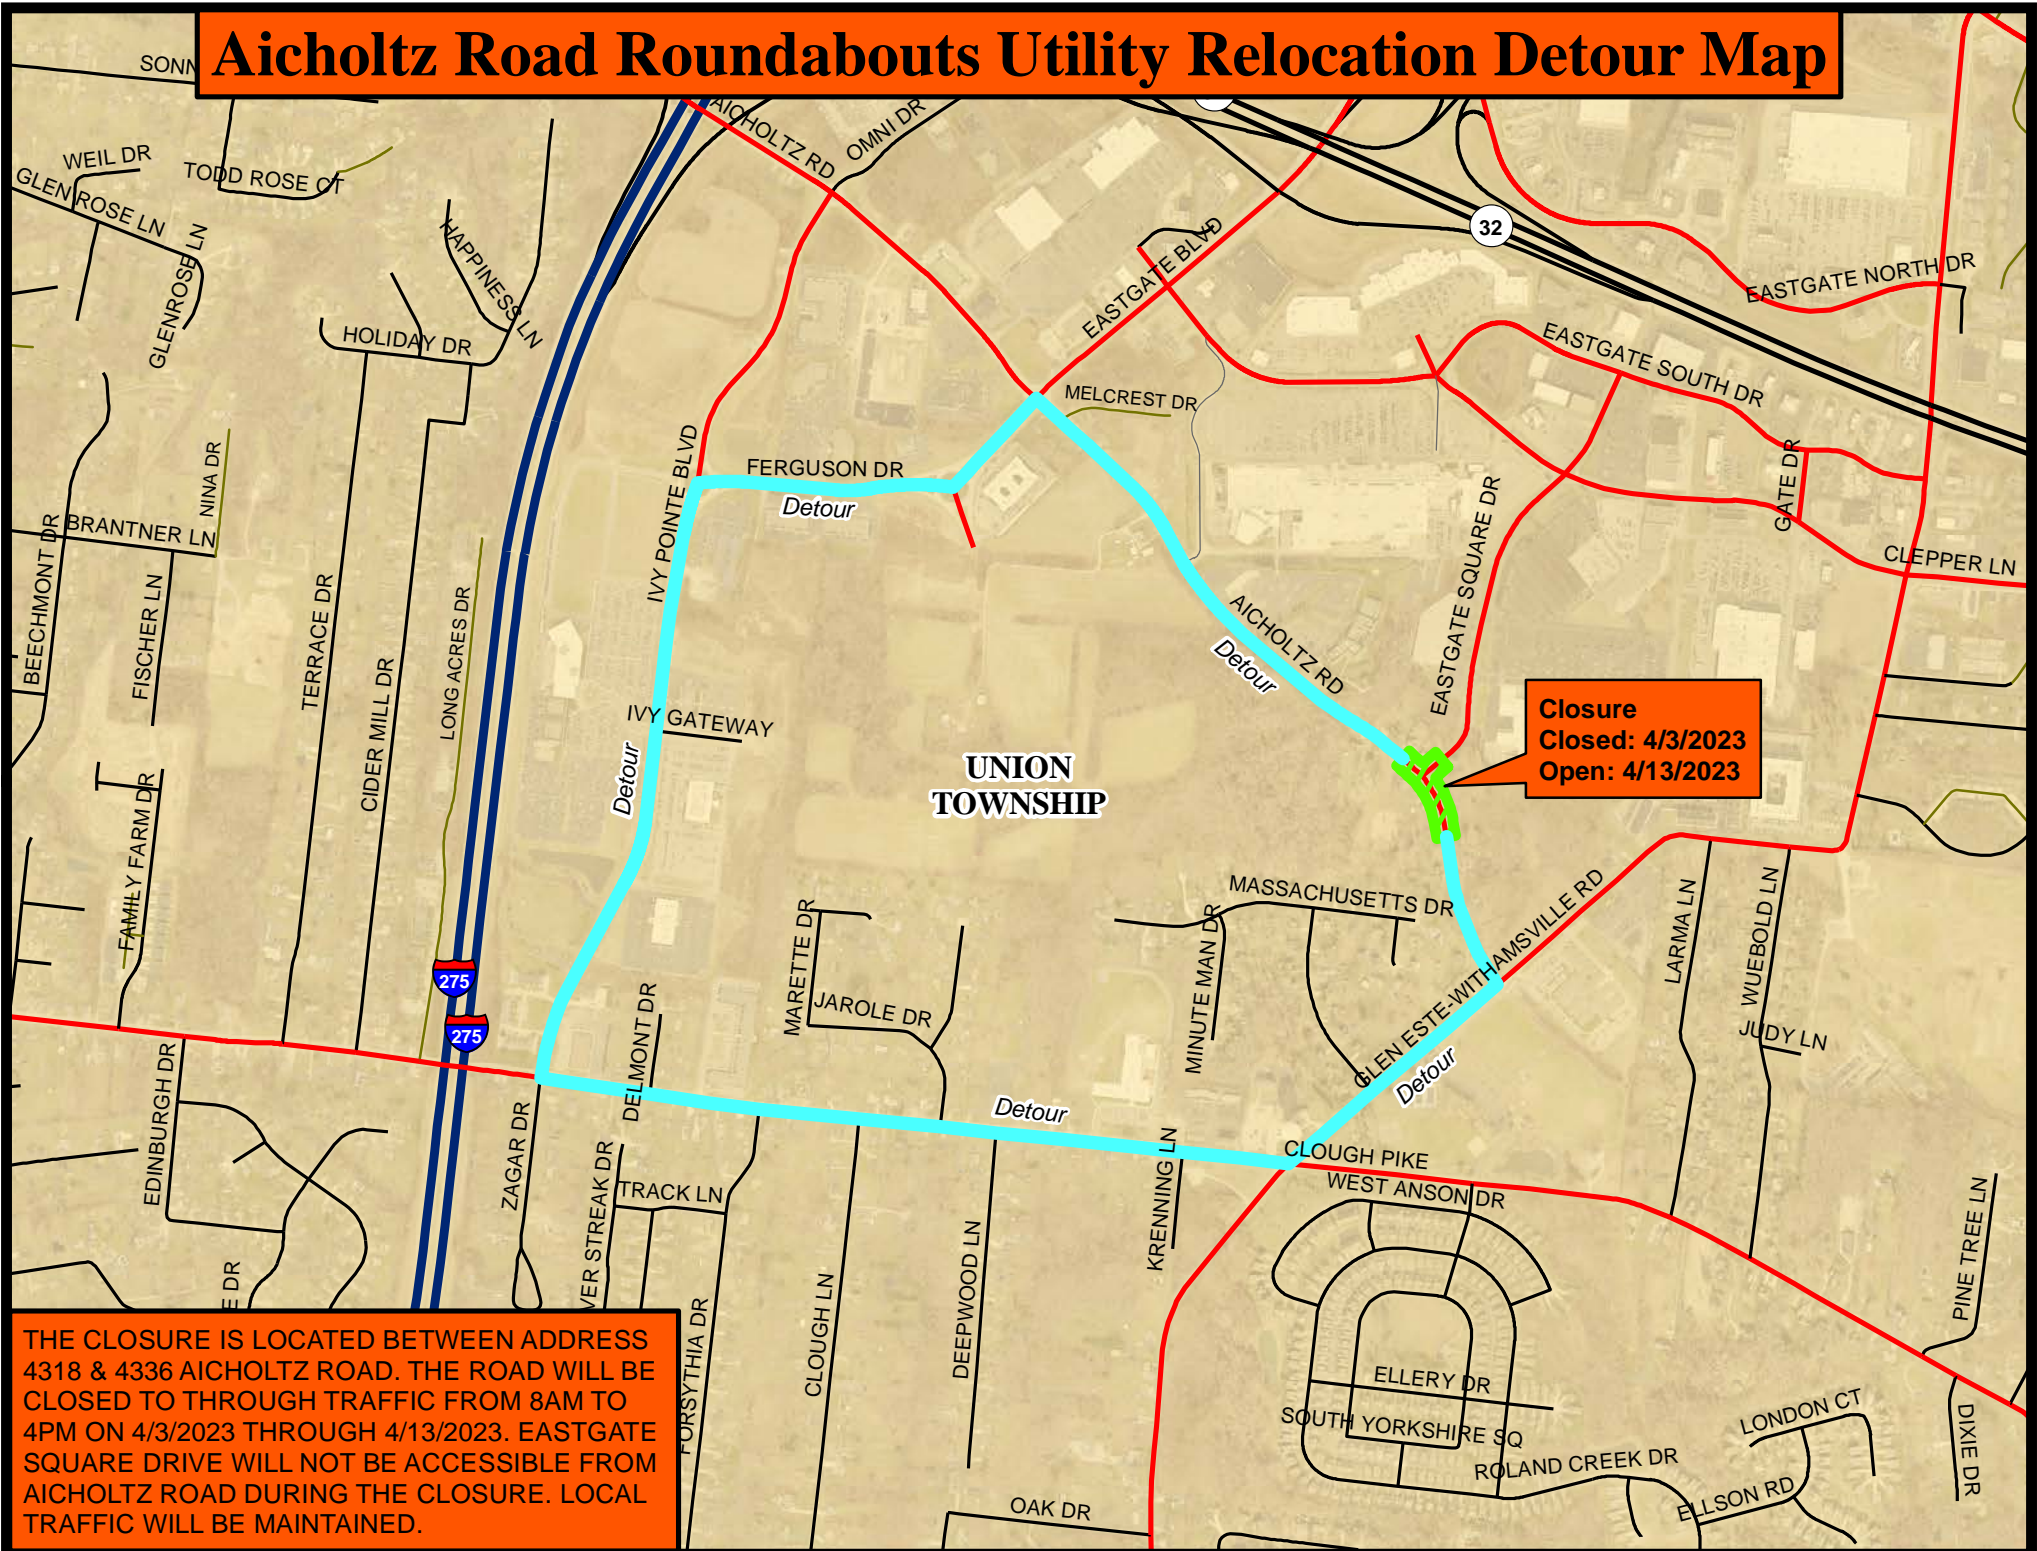 Aicholtz Road Roundabouts Utility Relocation Detour Map
SONN
AICHOLTZ RD
OMNI DR
WEIL DR
TODD ROSE CT
GLENROSE LN
GLENROSE LN
HAPPINESS LN
HOLIDAY DR
EASTGATE BLVD
32
EASTGATE NORTH DR
EASTGATE SOUTH DR
MELCREST DR
IVY POINTE BLVD
FERGUSON DR
Detour
NINA DR
BRANTNER LN
BEECHMONT DR
FISCHER LN
TERRACE DR
CIDER MILL DR
LONG ACRES DR
GATE DR
CLEPPER LN
EASTGATE SQUARE DR
AICHOLTZ RD
Detour
IVY GATEWAY
Detour
UNION
TOWNSHIP
Closure
Closed: 4/3/2023
Open: 4/13/2023
FAMILY FARM DR
MASSACHUSETTS DR
MINUTE MAN DR
MARETTE DR
JAROLE DR
DELMONT DR
GLEN ESTE-WITHAMSVILLE RD
Detour
LARMA LN
WUEBOLD LN
JUDY LN
275
275
EDINBURGH DR
ZAGAR DR
Detour
CLOUGH PIKE
WEST ANSON DR
KRENNING LN
TRACK LN
VER STREAK DR
FORSYTHIA DR
CLOUGH LN
DEEPWOOD LN
PINE TREE LN
E DR
ELLERY DR
SOUTH YORKSHIRE SQ
ROLAND CREEK DR
LONDON CT
ELLSON RD
DIXIE DR
OAK DR
THE CLOSURE IS LOCATED BETWEEN ADDRESS
4318 & 4336 AICHOLTZ ROAD. THE ROAD WILL BE
CLOSED TO THROUGH TRAFFIC FROM 8AM TO
4PM ON 4/3/2023 THROUGH 4/13/2023. EASTGATE
SQUARE DRIVE WILL NOT BE ACCESSIBLE FROM
AICHOLTZ ROAD DURING THE CLOSURE. LOCAL
TRAFFIC WILL BE MAINTAINED.